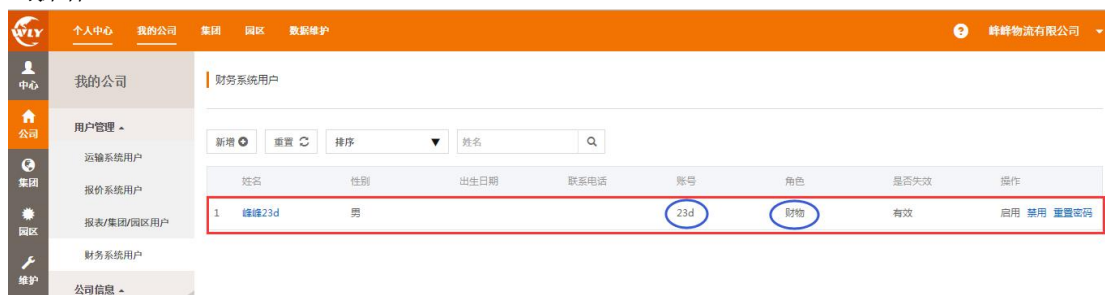 WLY 个人中心 我的公司 集团 园区 数据维护 ? 峰峰物流有限公司
中心
公司
集团
园区
维护
我的公司
用户管理
运输系统用户
报价系统用户
报表/集团/园区用户
财务系统用户
公司信息
财务系统用户
新增 重置 排序 姓名
姓名 性别 出生日期 联系电话 账号 角色 是否失效 操作
1 峰峰23d 男 23d 财物 有效 启用 禁用 重置密码